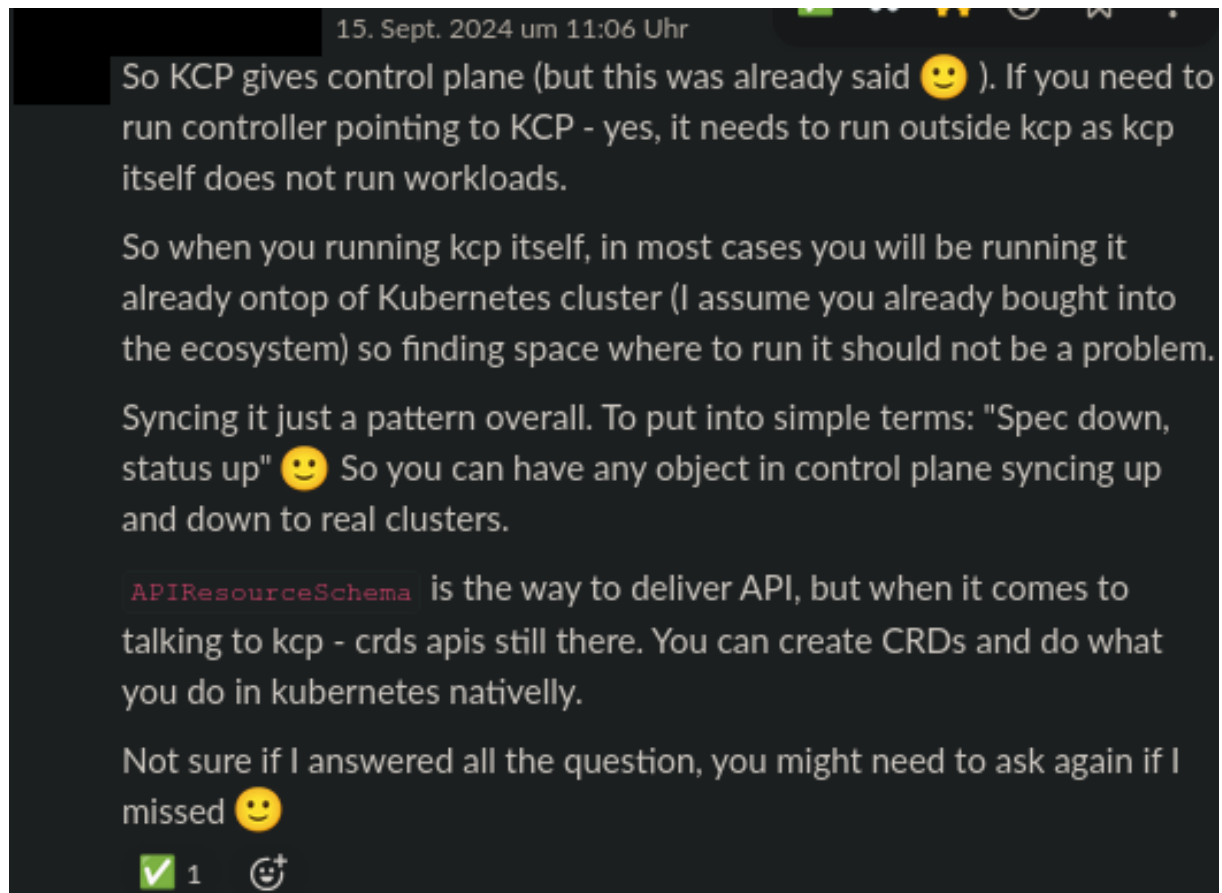 15. Sept. 2024 um 11:06 Uhr
So KCP gives control plane (but this was already said 🙂 ). If you need to
run controller pointing to KCP - yes, it needs to run outside kcp as kcp
itself does not run workloads.
So when you running kcp itself, in most cases you will be running it
already ontop of Kubernetes cluster (I assume you already bought into
the ecosystem) so finding space where to run it should not be a problem.
Syncing it just a pattern overall. To put into simple terms: "Spec down,
status up" 🙂 So you can have any object in control plane syncing up
and down to real clusters.
APIResourceSchema is the way to deliver API, but when it comes to
talking to kcp - crds apis still there. You can create CRDs and do what
you do in kubernetes nativelly.
Not sure if I answered all the question, you might need to ask again if I
missed 🙂
✅ 1